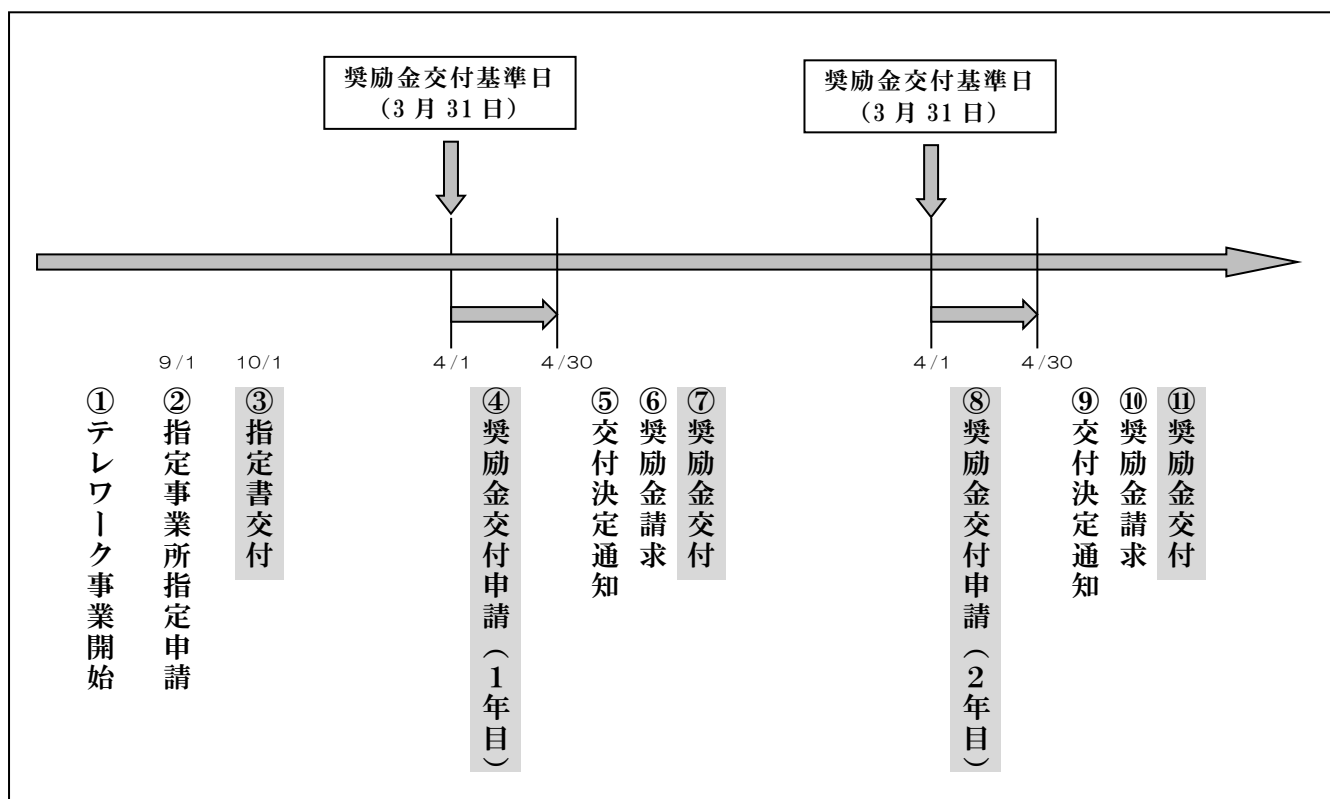 奨励金交付基準日
（3 月 31 日）
奨励金交付基準日
（3 月 31 日）
9/1
10/1
4/1
4/30
4/1
4/30
①テレワーク事業開始
②指定事業所指定申請
③指定書交付
④奨励金交付申請（1年目）
⑤交付決定通知
⑥奨励金請求
⑦奨励金交付
⑧奨励金交付申請（2年目）
⑨交付決定通知
⑩奨励金請求
⑪奨励金交付